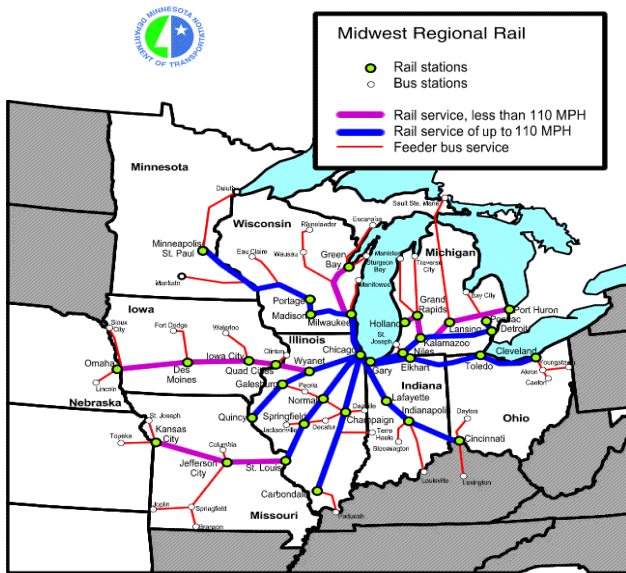 DEPARTMENT OF TRANSPORTATION
MINNESOTA
Midwest Regional Rail
Rail stations
Bus stations
Rail service, less than 110 MPH
Rail service of up to 110 MPH
Feeder bus service
Minnesota
Duluth
Sault Ste. Marie
Wisconsin
Rhinelander
Escanaba
Minneapolis
St. Paul
Eau Claire
Wausau
Green
Bay
Manistee
Sturgeon
Bay
Michigan
Traverse
City
Mankato
Manitowoc
Bay City
Portage
Madison
Milwaukee
Grand
Rapids
Holland
Port Huron
Pontiac
Lansing
Detroit
Iowa
Sioux
City
Fort Dodge
Waterloo
Illinois
St.
Joseph
Kalamazoo
Iowa City
Clinton
Chicago
Niles
Cleveland
Omaha
Des
Moines
Quad Cities
Wyanet
Gary
Elkhart
Toledo
Youngstown
Akron
Canton
Lincoln
Galesburg
Peoria
Indiana
Nebraska
Normal
Lafayette
Ohio
St. Joseph
Quincy
Springfield
Danville
Indianapolis
Dayton
Kansas
City
Jacksonville
Decatur
Champaign
Topeka
Columbia
Terre
Haute
Cincinnati
Bloomington
Jefferson
City
St. Louis
Louisville
Lexington
Carbondale
Joplin
Springfield
Missouri
Paducah
Branson